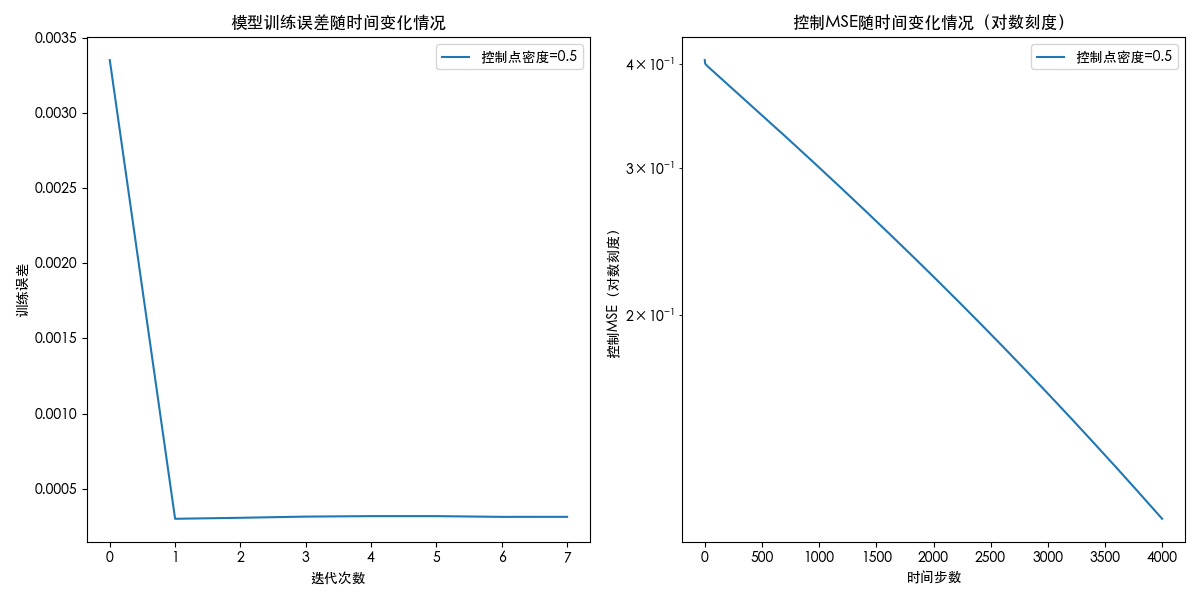 模型训练误差随时间变化情况
控制点密度=0.5
训练误差
0.0035
0.0030
0.0025
0.0020
0.0015
0.0010
0.0005
0 1 2 3 4 5 6 7
迭代次数
控制MSE随时间变化情况（对数刻度）
控制点密度=0.5
控制MSE（对数刻度）
4 × 10⁻¹
3 × 10⁻¹
2 × 10⁻¹
0 500 1000 1500 2000 2500 3000 3500 4000
时间步数